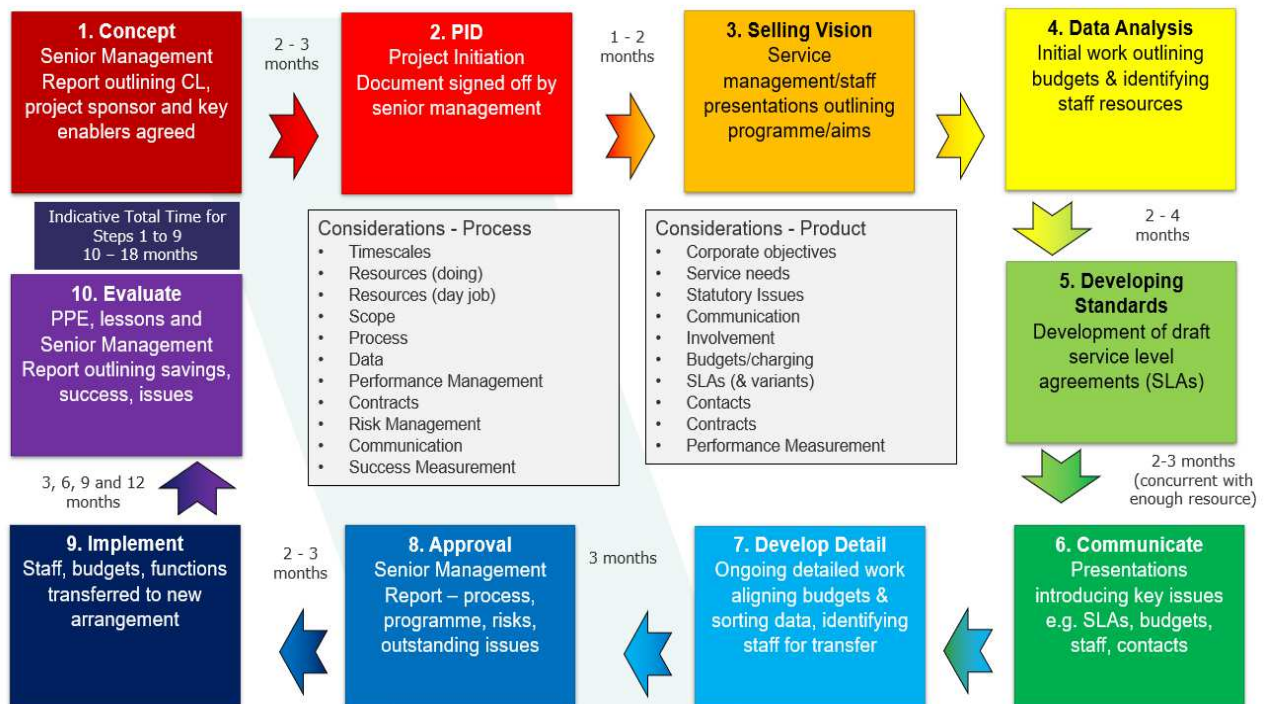 1. Concept
Senior Management
Report outlining CL,
project sponsor and key
enablers agreed
2 - 3
months
2. PID
Project Initiation
Document signed off by
senior management
1 - 2
months
3. Selling Vision
Service
management/staff
presentations outlining
programme/aims
4. Data Analysis
Initial work outlining
budgets & identifying
staff resources
2 - 4
months
5. Developing
Standards
Development of draft
service level
agreements (SLAs)
2-3 months
(concurrent with
enough resource)
6. Communicate
Presentations
introducing key issues
e.g. SLAs, budgets,
staff, contacts
7. Develop Detail
Ongoing detailed work
aligning budgets &
sorting data, identifying
staff for transfer
3 months
8. Approval
Senior Management
Report – process,
programme, risks,
outstanding issues
2 - 3
months
9. Implement
Staff, budgets, functions
transferred to new
arrangement
3, 6, 9 and 12
months
10. Evaluate
PPE, lessons and
Senior Management
Report outlining savings,
success, issues
Indicative Total Time for
Steps 1 to 9
10 – 18 months
Considerations - Process
• Timescales
• Resources (doing)
• Resources (day job)
• Scope
• Process
• Data
• Performance Management
• Contracts
• Risk Management
• Communication
• Success Measurement
Considerations - Product
• Corporate objectives
• Service needs
• Statutory Issues
• Communication
• Involvement
• Budgets/charging
• SLAs (& variants)
• Contacts
• Contracts
• Performance Measurement